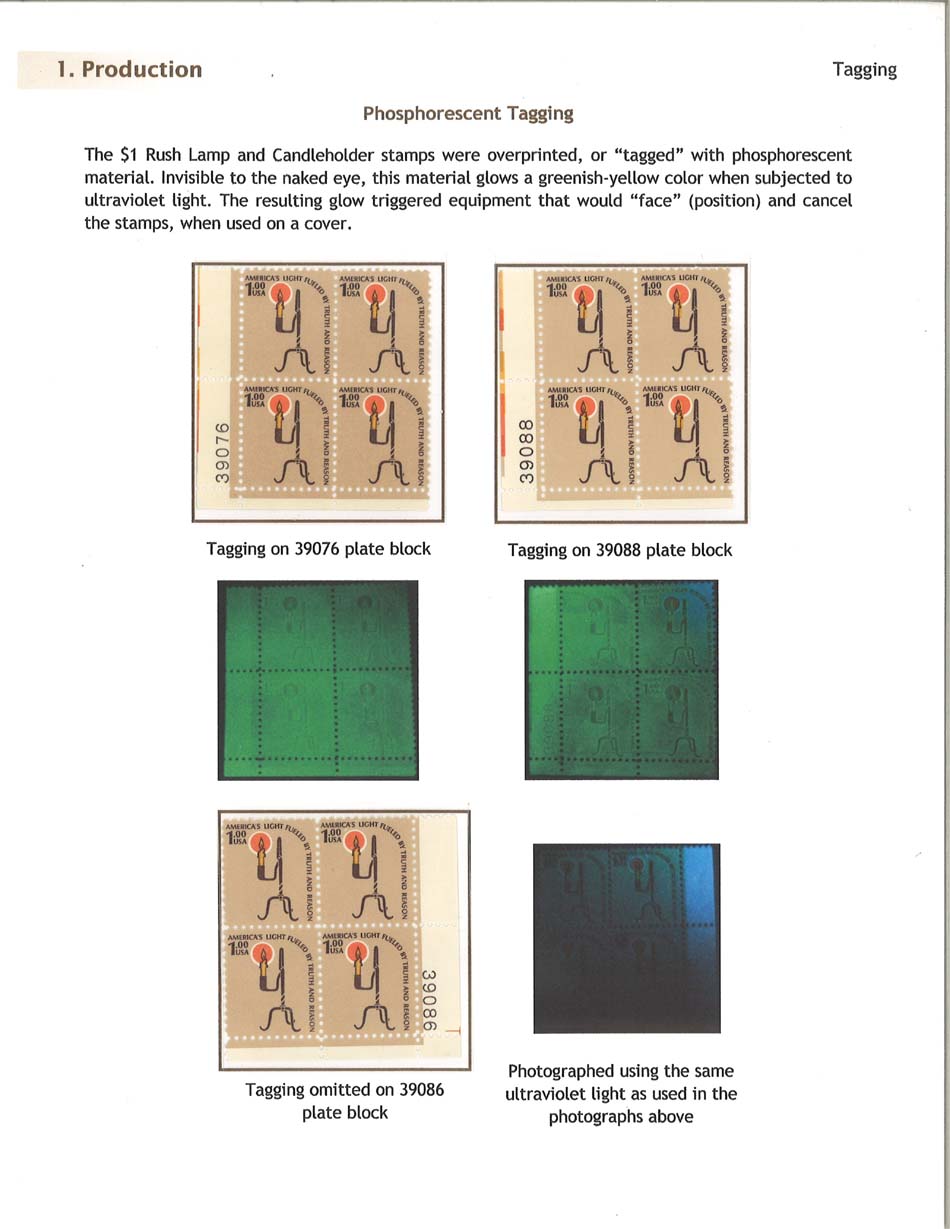 1. Production
Tagging
Phosphorescent Tagging
The $1 Rush Lamp and Candleholder stamps were overprinted, or “tagged” with phosphorescent
material. Invisible to the naked eye, this material glows a greenish-yellow color when subjected to
ultraviolet light. The resulting glow triggered equipment that would “face” (position) and cancel
the stamps, when used on a cover.
AMERICA'S LIGHT FUELED BY TRUTH AND REASON
1.00
USA
AMERICA'S LIGHT FUELED BY TRUTH AND REASON
1.00
USA
AMERICA'S LIGHT FUELED BY TRUTH AND REASON
1.00
USA
AMERICA'S LIGHT FUELED BY TRUTH AND REASON
1.00
USA
39076
AMERICA'S LIGHT FUELED BY TRUTH AND REASON
1.00
USA
AMERICA'S LIGHT FUELED BY TRUTH AND REASON
1.00
USA
AMERICA'S LIGHT FUELED BY TRUTH AND REASON
1.00
USA
AMERICA'S LIGHT FUELED BY TRUTH AND REASON
1.00
USA
39088
Tagging on 39076 plate block
Tagging on 39088 plate block
AMERICA'S LIGHT FUELED BY TRUTH AND REASON
1.00
USA
AMERICA'S LIGHT FUELED BY TRUTH AND REASON
1.00
USA
AMERICA'S LIGHT FUELED BY TRUTH AND REASON
1.00
USA
AMERICA'S LIGHT FUELED BY TRUTH AND REASON
1.00
USA
39086
Tagging omitted on 39086
plate block
Photographed using the same
ultraviolet light as used in the
photographs above